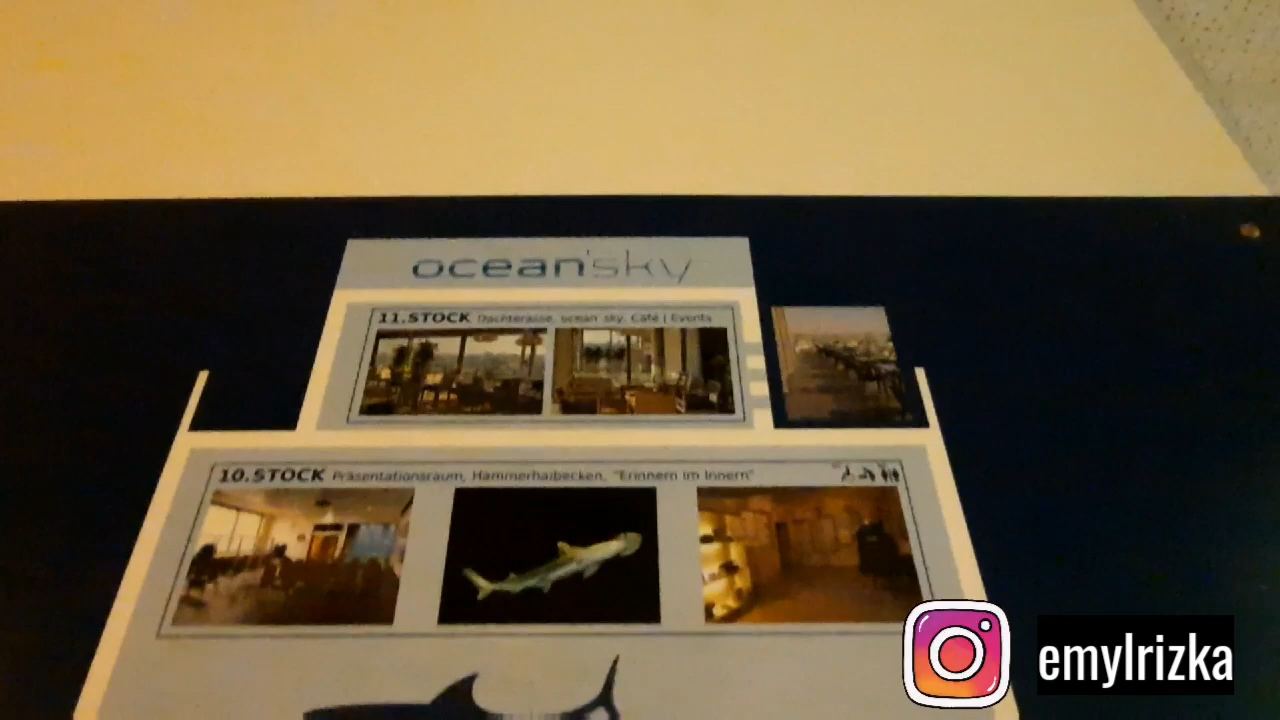 ocean'sky
11.STOCK Dachterasse, ocean' sky, Café | Events
10.STOCK Präsentationsraum, Hammerhaibecken, "Erinnern im Innern"
emylrizka